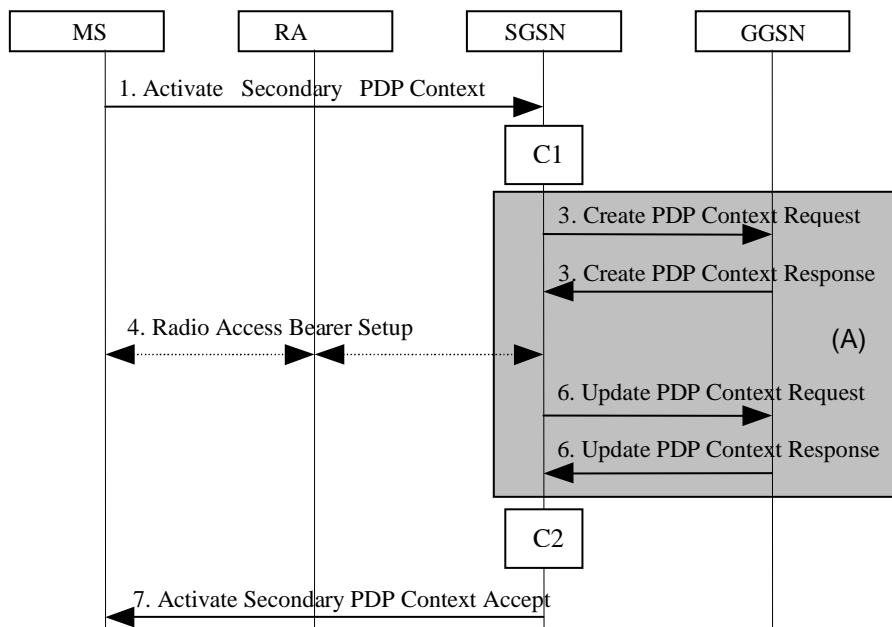 MS RA SGSN GGSN
1. Activate Secondary PDP Context
C1
3. Create PDP Context Request
3. Create PDP Context Response
4. Radio Access Bearer Setup
(A)
6. Update PDP Context Request
6. Update PDP Context Response
C2
7. Activate Secondary PDP Context Accept